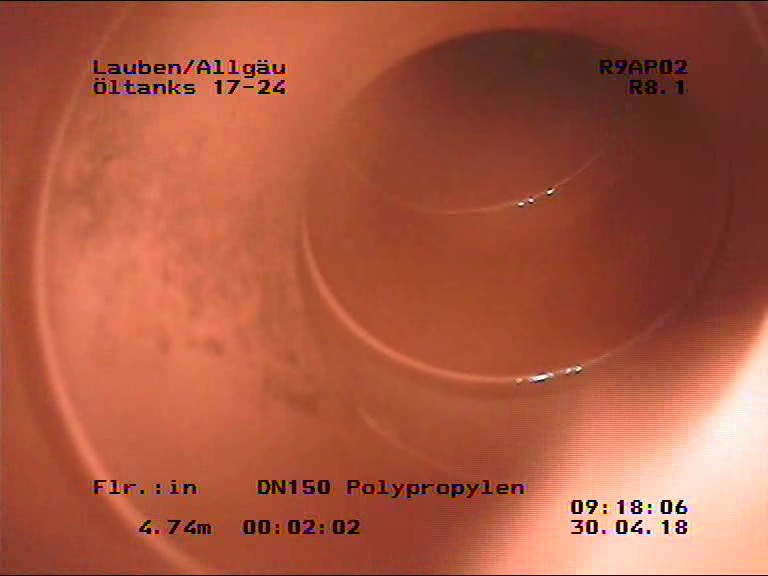 Lauben/Allgäu
R9AP02
Öltanks 17-24
R8.1
Flr.:in DN150 Polypropylen
09:18:06
4.74m 00:02:02
30.04.18